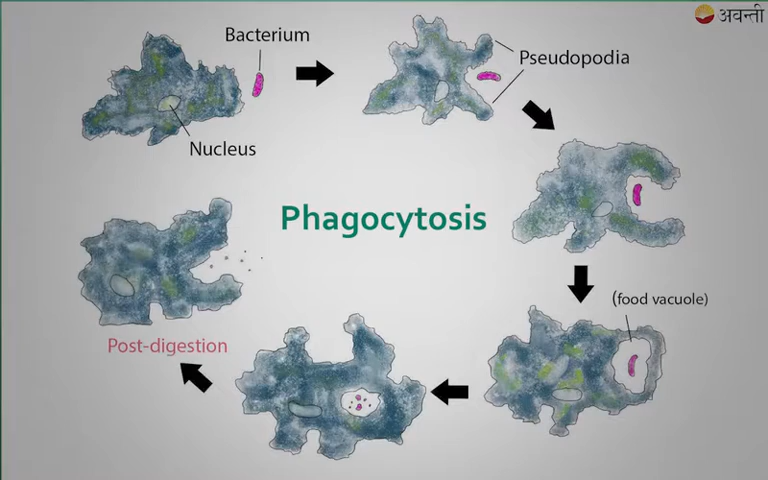 अवन्ती
Bacterium
Pseudopodia
Nucleus
Phagocytosis
(food vacuole)
Post-digestion